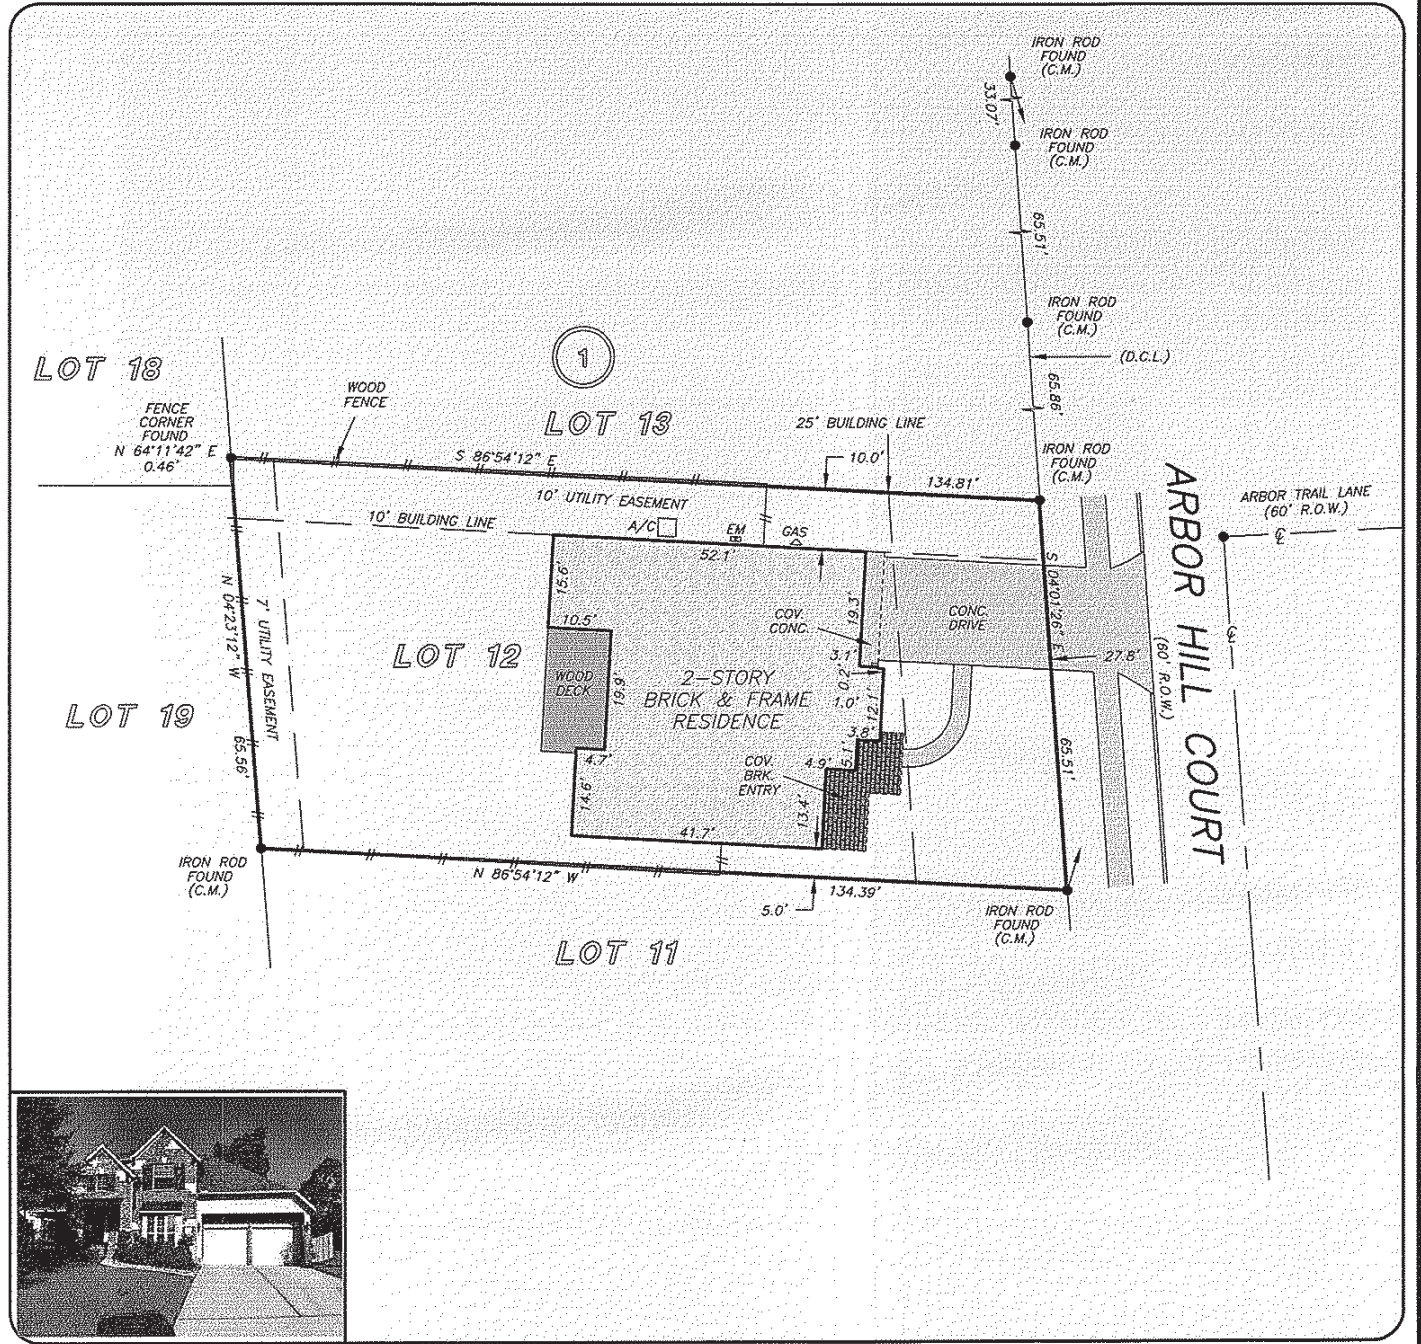 IRON ROD
FOUND
(C.M.)
33.07'
IRON ROD
FOUND
(C.M.)
65.51'
IRON ROD
FOUND
(C.M.)
(D.C.L.)
65.86'
IRON ROD
FOUND
(C.M.)
1
LOT 18
WOOD
FENCE
LOT 13
FENCE
CORNER
FOUND
N 64°11'42" E
0.46'
25' BUILDING LINE
10.0'
S 86°54'12" E
134.81'
10' UTILITY EASEMENT
10' BUILDING LINE
A/C
EM
GAS
52.1'
ARBOR TRAIL LANE
(60' R.O.W.)
ARBOR HILL COURT
(60' R.O.W.)
N 04°23'12" W
65.56'
7' UTILITY EASEMENT
15.6'
10.5'
COV.
CONC.
19.3'
CONC.
DRIVE
S 04°01'26" E
65.51'
27.8'
LOT 12
LOT 19
WOOD
DECK
19.9'
2-STORY
BRICK & FRAME
RESIDENCE
3.1'
0.2'
1.0'
12.1'
3.8'
5.1'
4.9'
4.7'
14.6'
COV.
BRK.
ENTRY
13.4'
41.7'
IRON ROD
FOUND
(C.M.)
N 86°54'12" W
134.39'
5.0'
IRON ROD
FOUND
(C.M.)
LOT 11